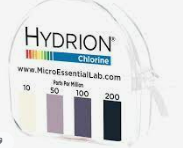 HYDRION®
Chlorine
www.MicroEssentialLab.com
Parts Per Million
10 50 100 200